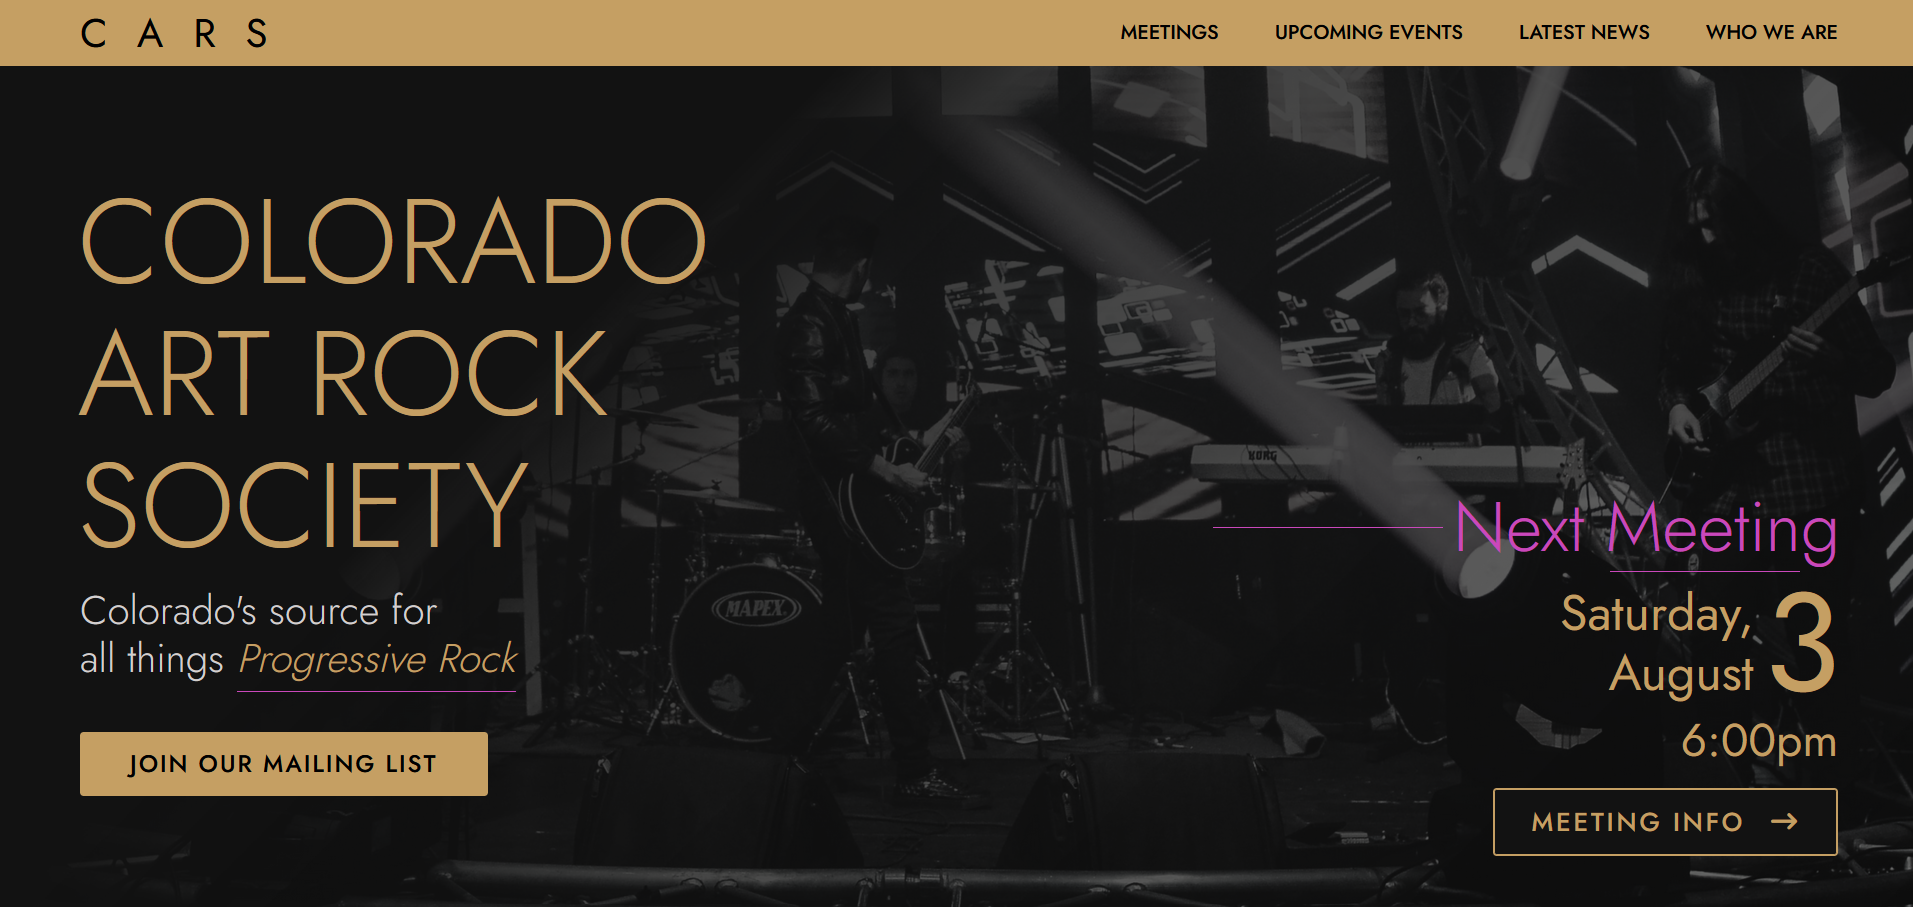 C A R S
MEETINGS
UPCOMING EVENTS
LATEST NEWS
WHO WE ARE
COLORADO
ART ROCK
SOCIETY
Colorado's source for
all things Progressive Rock
JOIN OUR MAILING LIST
KORG
MAPEX
Next Meeting
Saturday,
August 3
6:00pm
MEETING INFO →